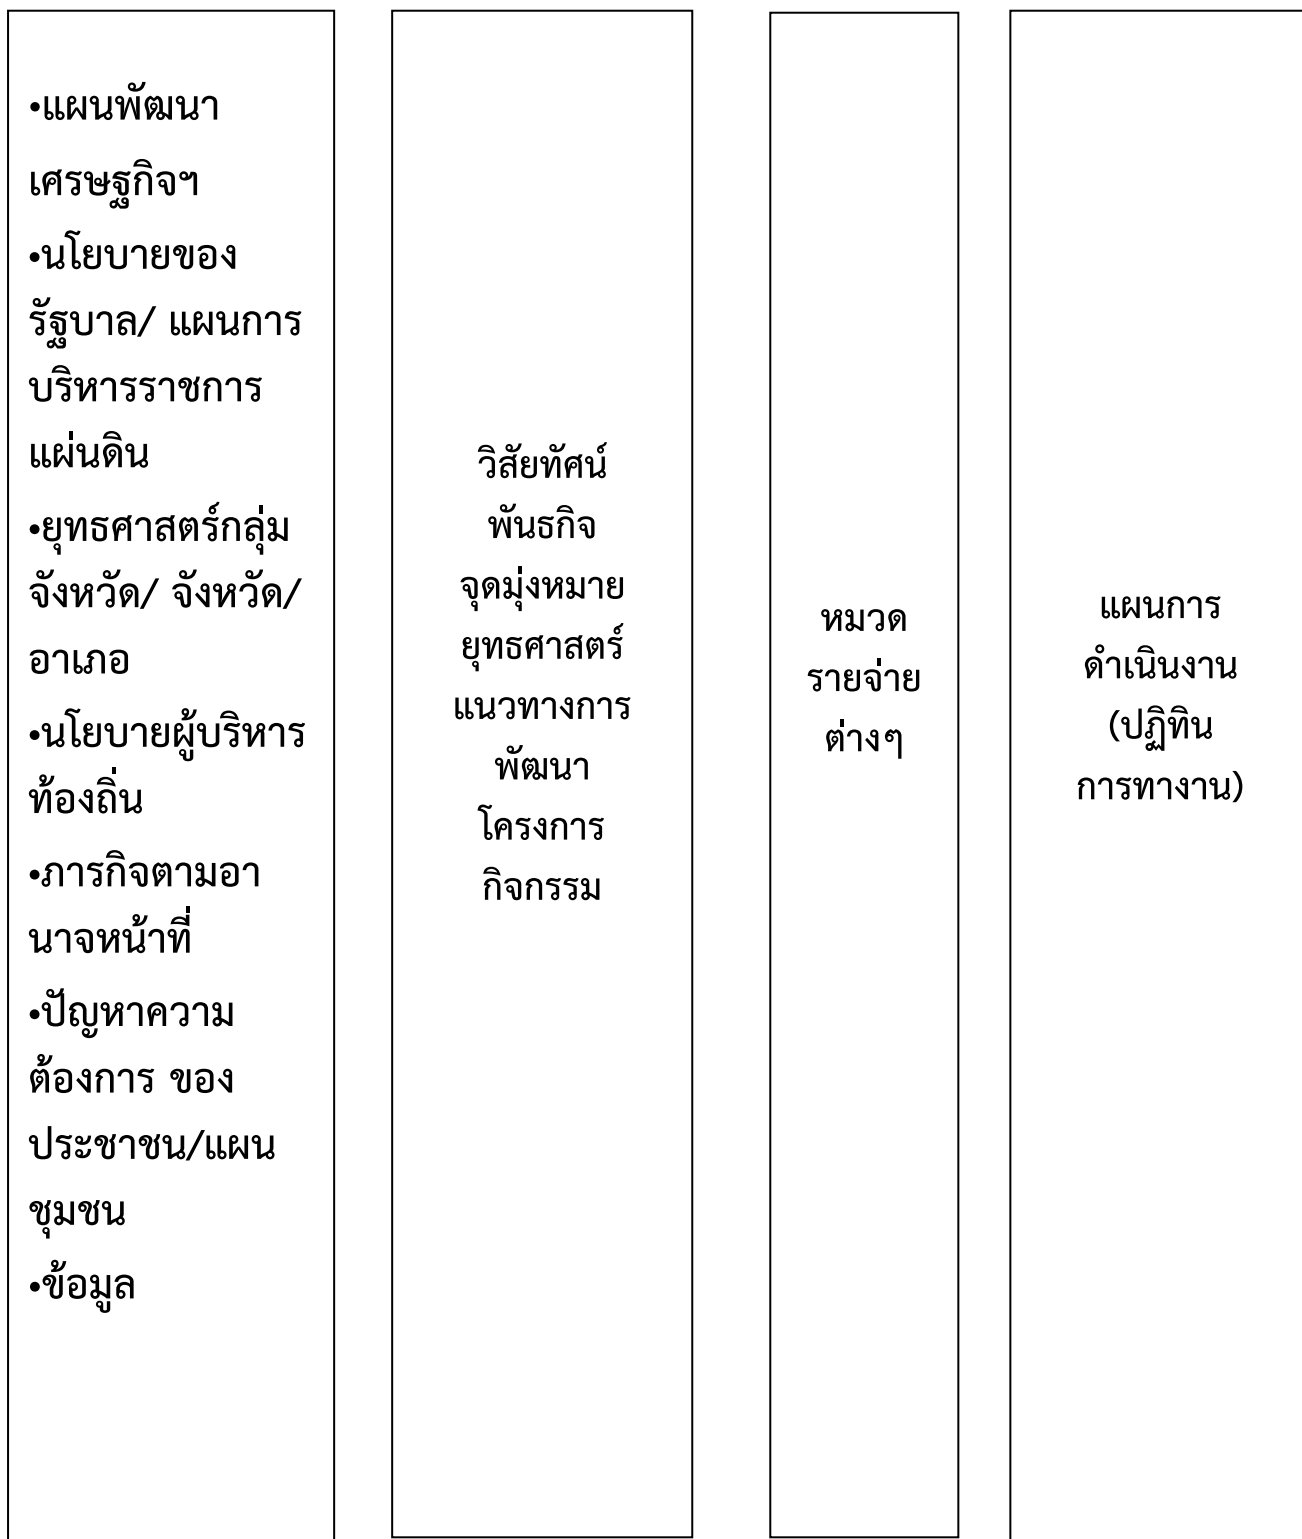 •แผนพัฒนา
เศรษฐกิจฯ
•นโยบายของ
รัฐบาล/ แผนการ
บริหารราชการ
แผ่นดิน
•ยุทธศาสตร์กลุ่ม
จังหวัด/ จังหวัด/
อาเภอ
•นโยบายผู้บริหาร
ท้องถิ่น
•ภารกิจตามอา
นาจหน้าที่
•ปัญหาความ
ต้องการ ของ
ประชาชน/แผน
ชุมชน
•ข้อมูล
วิสัยทัศน์
พันธกิจ
จุดมุ่งหมาย
ยุทธศาสตร์
แนวทางการ
พัฒนา
โครงการ
กิจกรรม
หมวด
รายจ่าย
ต่างๆ
แผนการ
ดำเนินงาน
(ปฏิทิน
การทางาน)